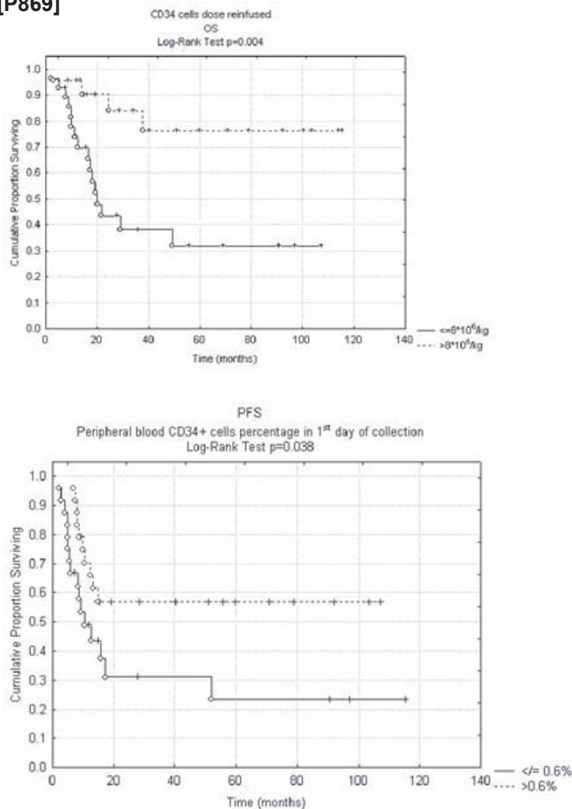 [P869]
CD34 cells dose reinfused
OS
Log-Rank Test p=0.004
Cumulative Proportion Surviving
1.0
0.9
0.8
0.7
0.6
0.5
0.4
0.3
0.2
0.1
0.0
0 20 40 60 80 100 120 140
Time (months)
<=8*10⁶/kg
>8*10⁶/kg
PFS
Peripheral blood CD34+ cells percentage in 1ˢᵗ day of collection
Log-Rank Test p=0.038
Cumulative Proportion Surviving
1.0
0.9
0.8
0.7
0.6
0.5
0.4
0.3
0.2
0.1
0.0
0 20 40 60 80 100 120 140
Time (months)
</= 0.6%
>0.6%